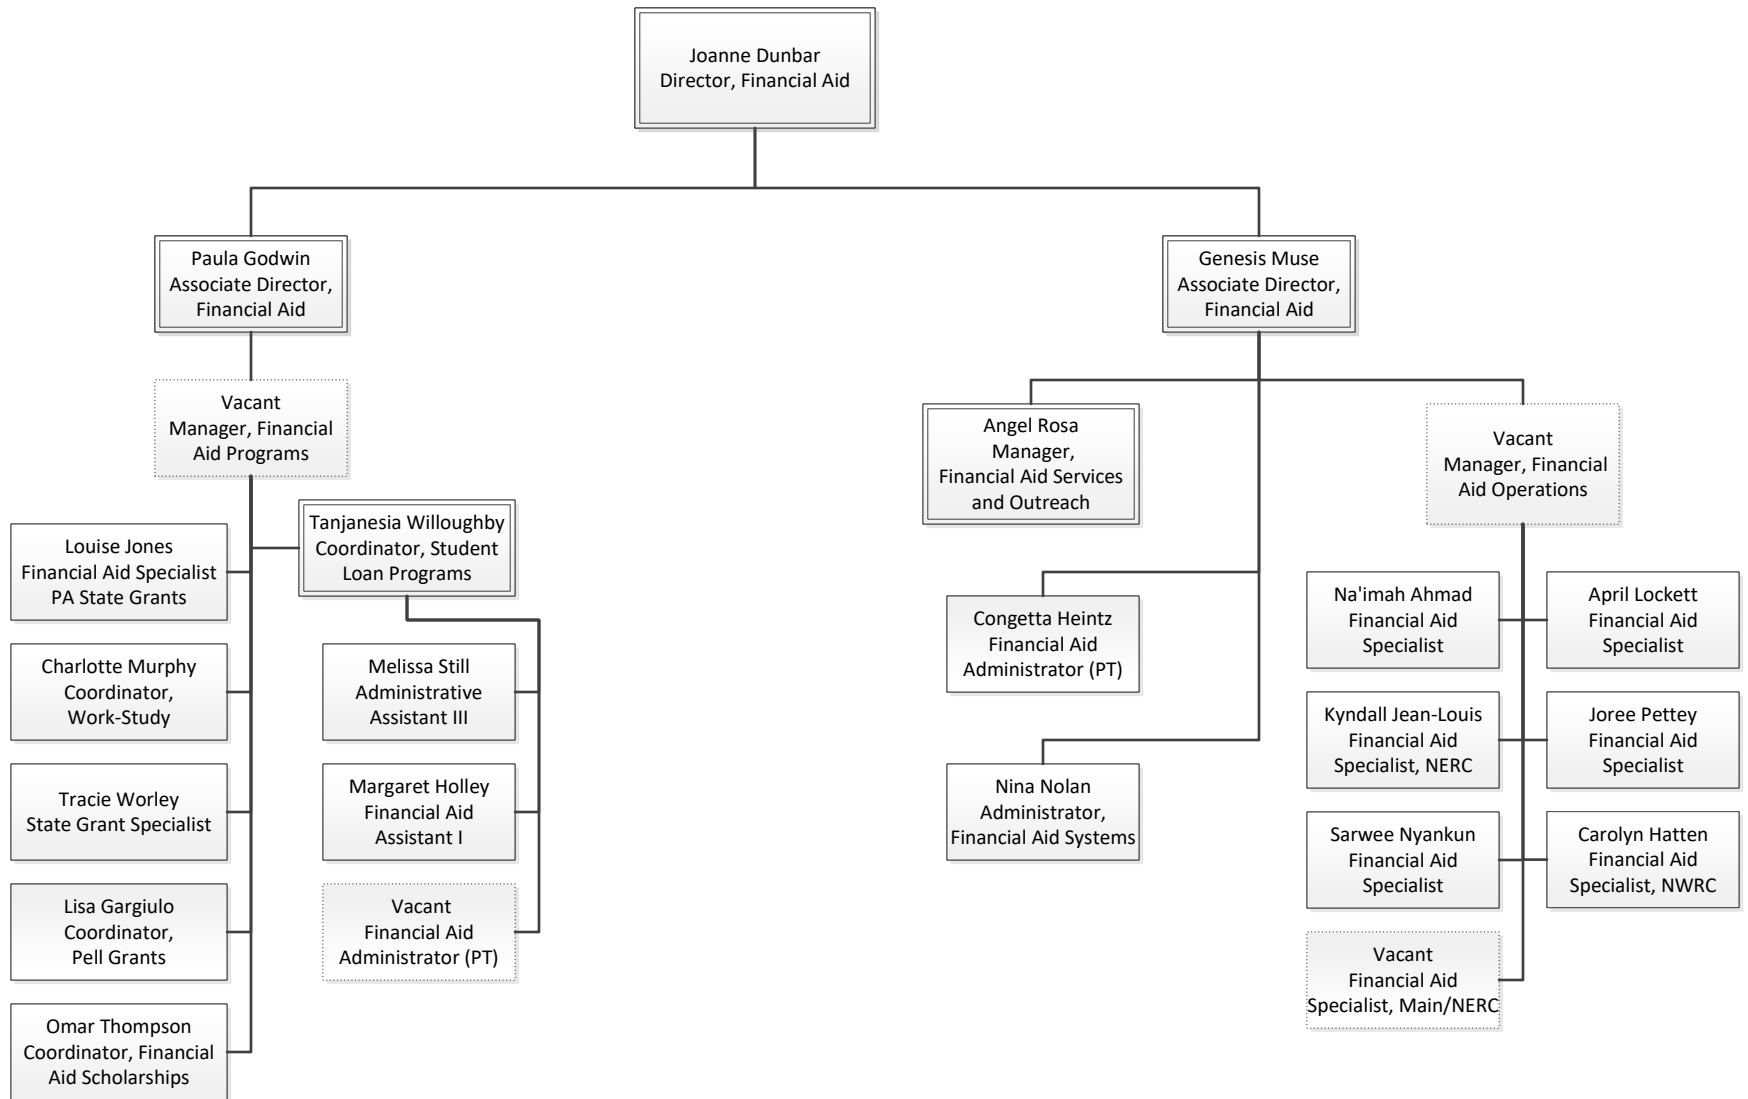 Joanne Dunbar
Director, Financial Aid
Paula Godwin
Associate Director,
Financial Aid
Genesis Muse
Associate Director,
Financial Aid
Vacant
Manager, Financial
Aid Programs
Tanjanesia Willoughby
Coordinator, Student
Loan Programs
Louise Jones
Financial Aid Specialist
PA State Grants
Charlotte Murphy
Coordinator,
Work-Study
Tracie Worley
State Grant Specialist
Lisa Gargiulo
Coordinator,
Pell Grants
Omar Thompson
Coordinator, Financial
Aid Scholarships
Melissa Still
Administrative
Assistant III
Margaret Holley
Financial Aid
Assistant I
Vacant
Financial Aid
Administrator (PT)
Angel Rosa
Manager,
Financial Aid Services
and Outreach
Congetta Heintz
Financial Aid
Administrator (PT)
Nina Nolan
Administrator,
Financial Aid Systems
Vacant
Manager, Financial
Aid Operations
Na'imah Ahmad
Financial Aid
Specialist
April Lockett
Financial Aid
Specialist
Kyndall Jean-Louis
Financial Aid
Specialist, NERC
Joree Pettey
Financial Aid
Specialist
Sarwee Nyankun
Financial Aid
Specialist
Carolyn Hatten
Financial Aid
Specialist, NWRC
Vacant
Financial Aid
Specialist, Main/NERC